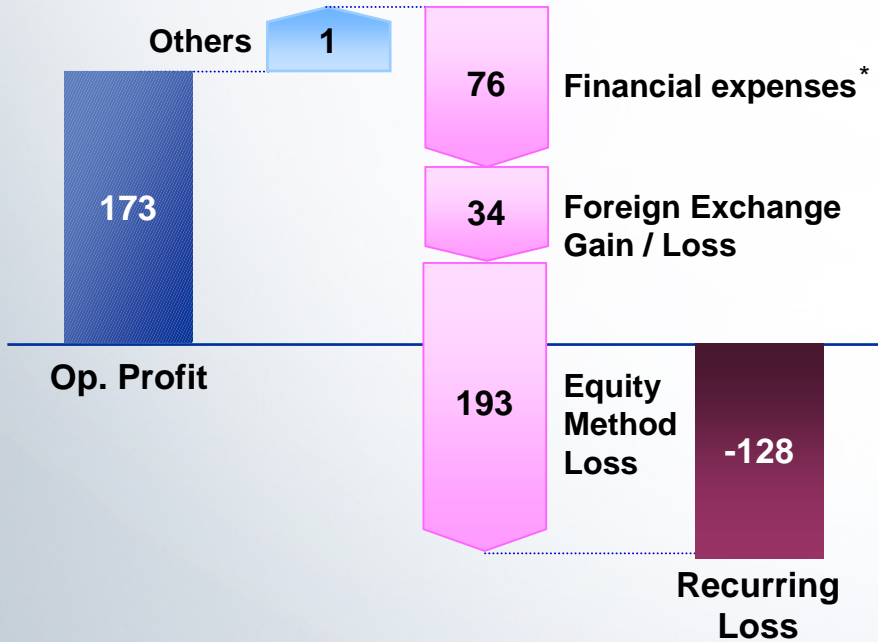 Others
1
76
Financial expenses*
173
34
Foreign Exchange
Gain / Loss
Op. Profit
193
Equity
Method
Loss
-128
Recurring
Loss